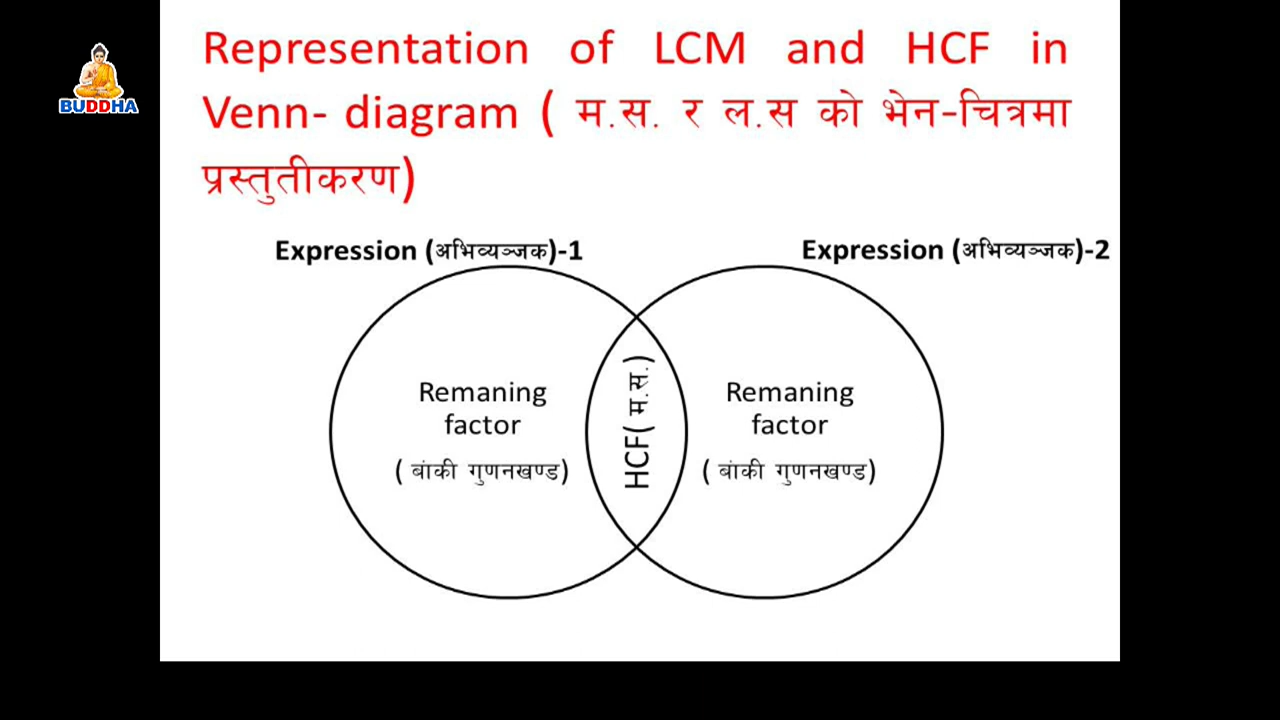 BUDDHA
Representation of LCM and HCF in
Venn- diagram ( म.स. र ल.स को भेन-चित्रमा
प्रस्तुतीकरण)
Expression (अभिव्यञ्जक)-1
Expression (अभिव्यञ्जक)-2
Remaning
factor
( बांकी गुणनखण्ड)
HCF( म.स.)
Remaning
factor
( बांकी गुणनखण्ड)